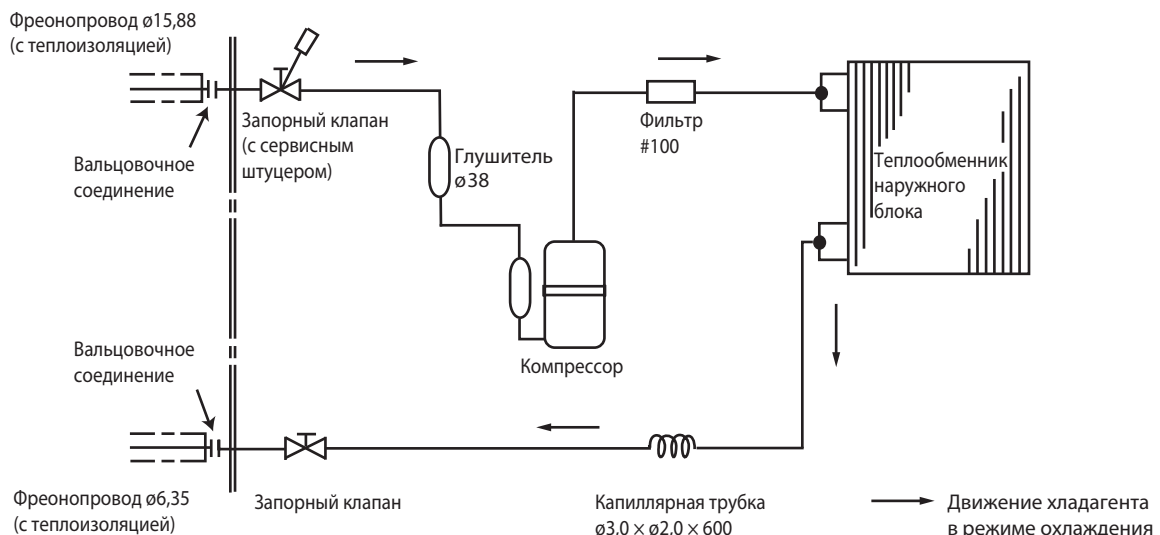 Фреонопровод ø15,88
(с теплоизоляцией)
Вальцовочное
соединение
Запорный клапан
(с сервисным
штуцером)
Глушитель
ø38
Компрессор
Фильтр
#100
Теплообменник
наружного
блока
Вальцовочное
соединение
Фреонопровод ø6,35
(с теплоизоляцией)
Запорный клапан
Капиллярная трубка
ø3,0 × ø2,0 × 600
Движение хладагента
в режиме охлаждения